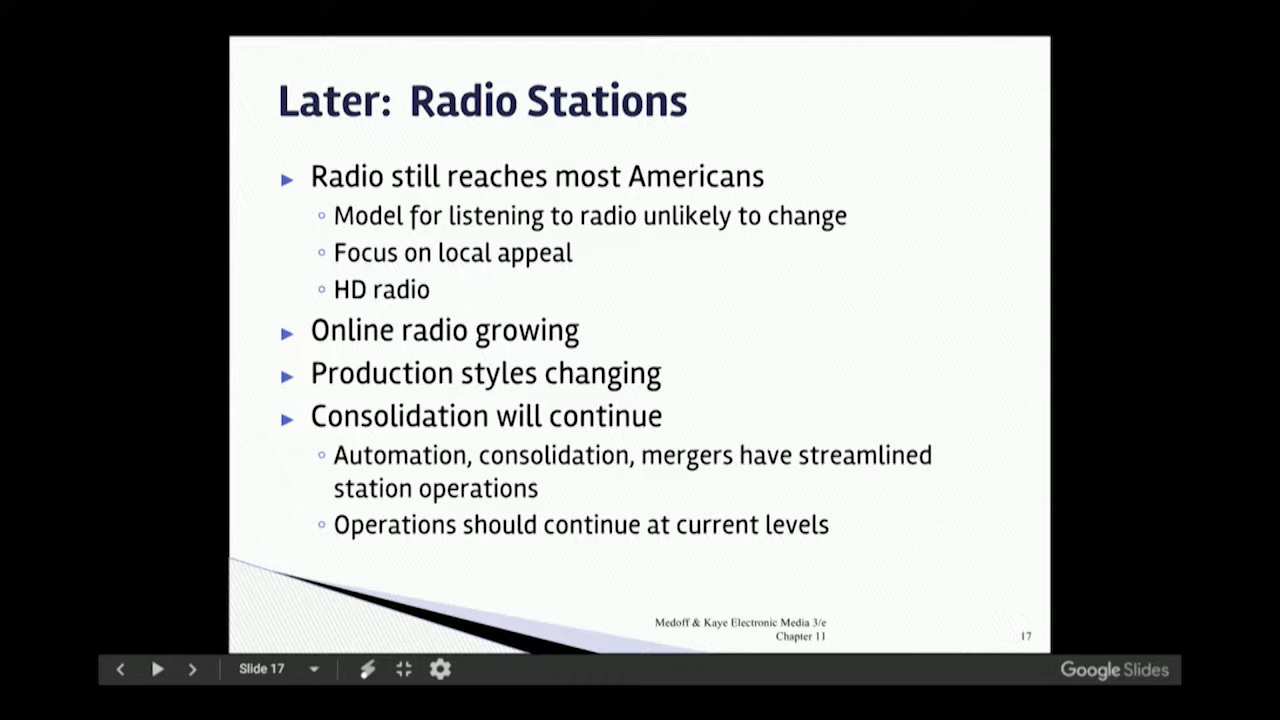 Later: Radio Stations
Radio still reaches most Americans
Model for listening to radio unlikely to change
Focus on local appeal
HD radio
Online radio growing
Production styles changing
Consolidation will continue
Automation, consolidation, mergers have streamlined
station operations
Operations should continue at current levels
Medoff & Kaye Electronic Media 3/e
Chapter 11
17
Slide 17
Google Slides